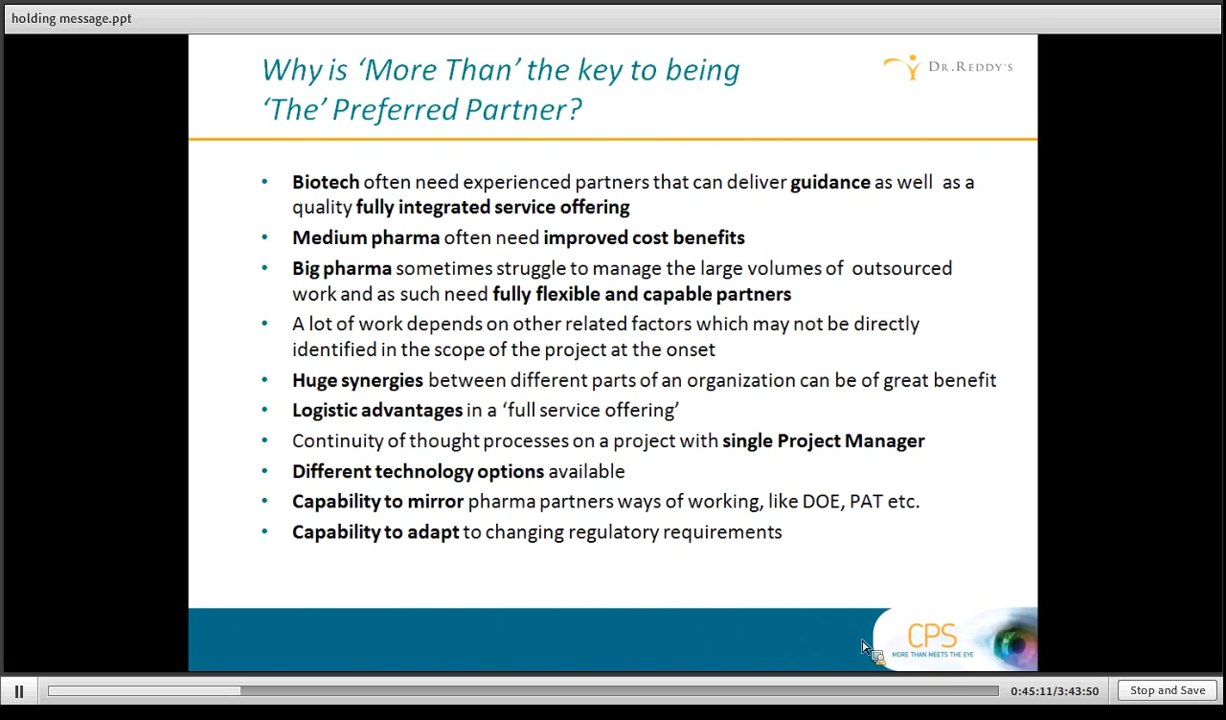 holding message.ppt
Why is ‘More Than’ the key to being
‘The’ Preferred Partner?
DR.REDDY'S
• Biotech often need experienced partners that can deliver guidance as well as a
quality fully integrated service offering
• Medium pharma often need improved cost benefits
• Big pharma sometimes struggle to manage the large volumes of outsourced
work and as such need fully flexible and capable partners
• A lot of work depends on other related factors which may not be directly
identified in the scope of the project at the onset
• Huge synergies between different parts of an organization can be of great benefit
• Logistic advantages in a ‘full service offering’
• Continuity of thought processes on a project with single Project Manager
• Different technology options available
• Capability to mirror pharma partners ways of working, like DOE, PAT etc.
• Capability to adapt to changing regulatory requirements
CPS
MORE THAN MEETS THE EYE
0:45:11/3:43:50
Stop and Save